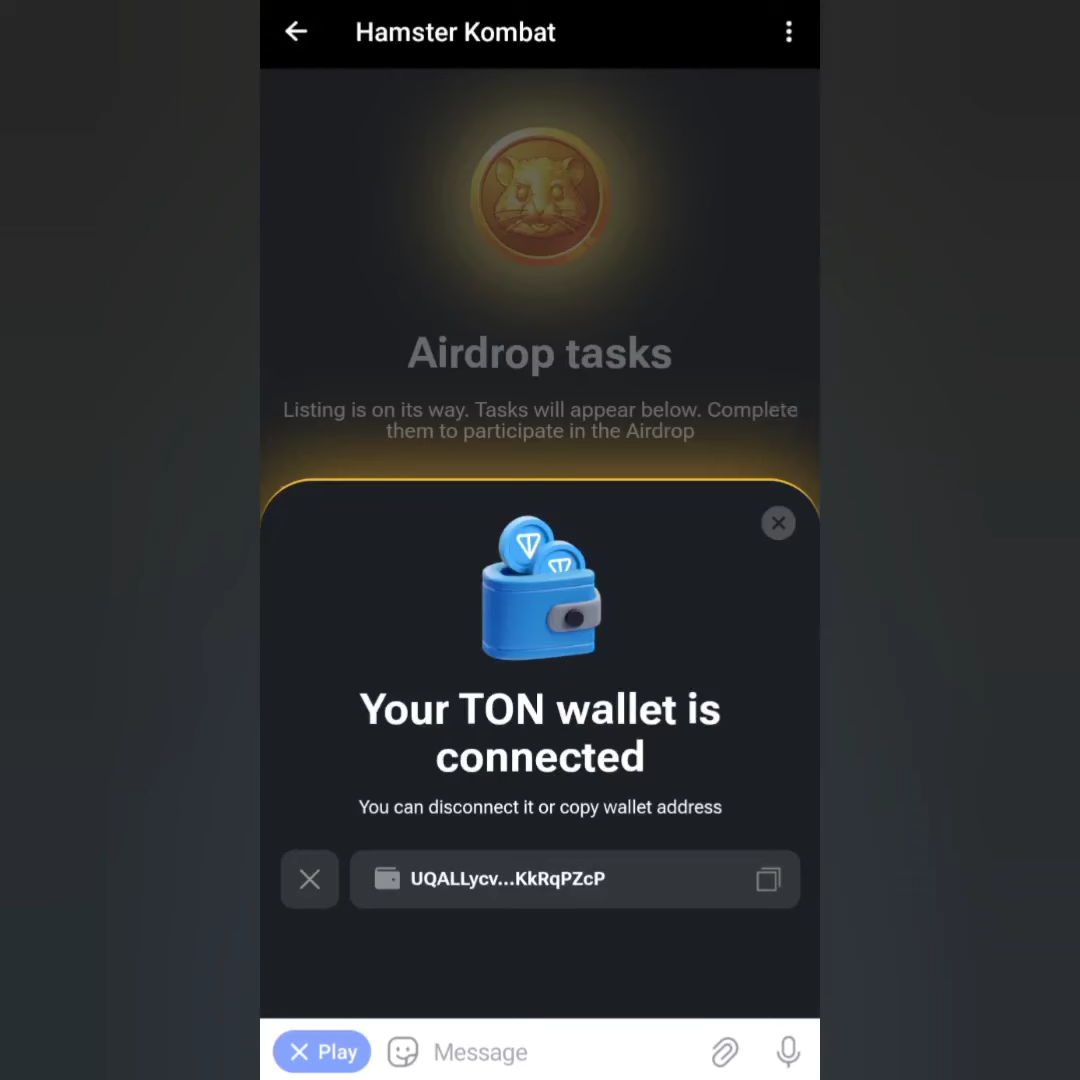 Hamster Kombat
Airdrop tasks
Listing is on its way. Tasks will appear below. Complete
them to participate in the Airdrop
Your TON wallet is
connected
You can disconnect it or copy wallet address
UQALLycv...KkRqPZcP
Play
Message